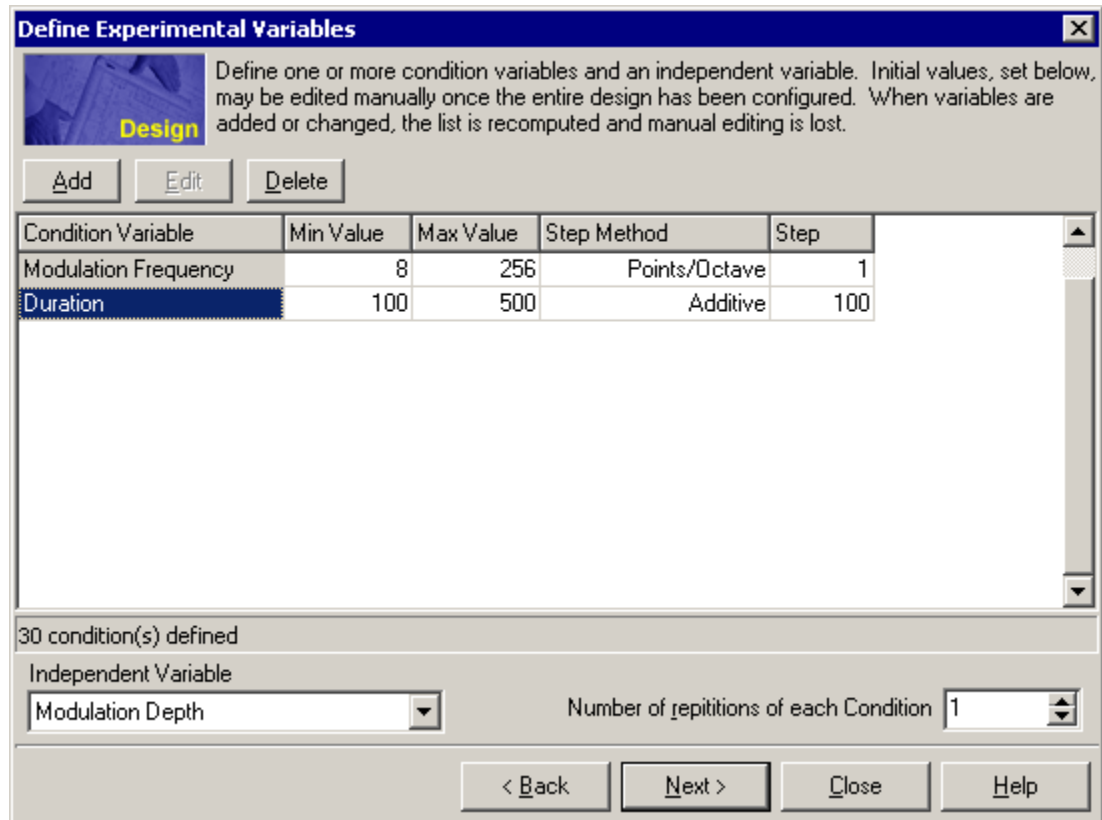 Define Experimental Variables
Define one or more condition variables and an independent variable.  Initial values, set below,
may be edited manually once the entire design has been configured.  When variables are
added or changed, the list is recomputed and manual editing is lost.
Design
Add Edit Delete
Condition Variable Min Value Max Value Step Method Step
Modulation Frequency 8 256 Points/Octave 1
Duration 100 500 Additive 100
30 condition(s) defined
Independent Variable
Modulation Depth
Number of repititions of each Condition 1
< Back Next > Close Help